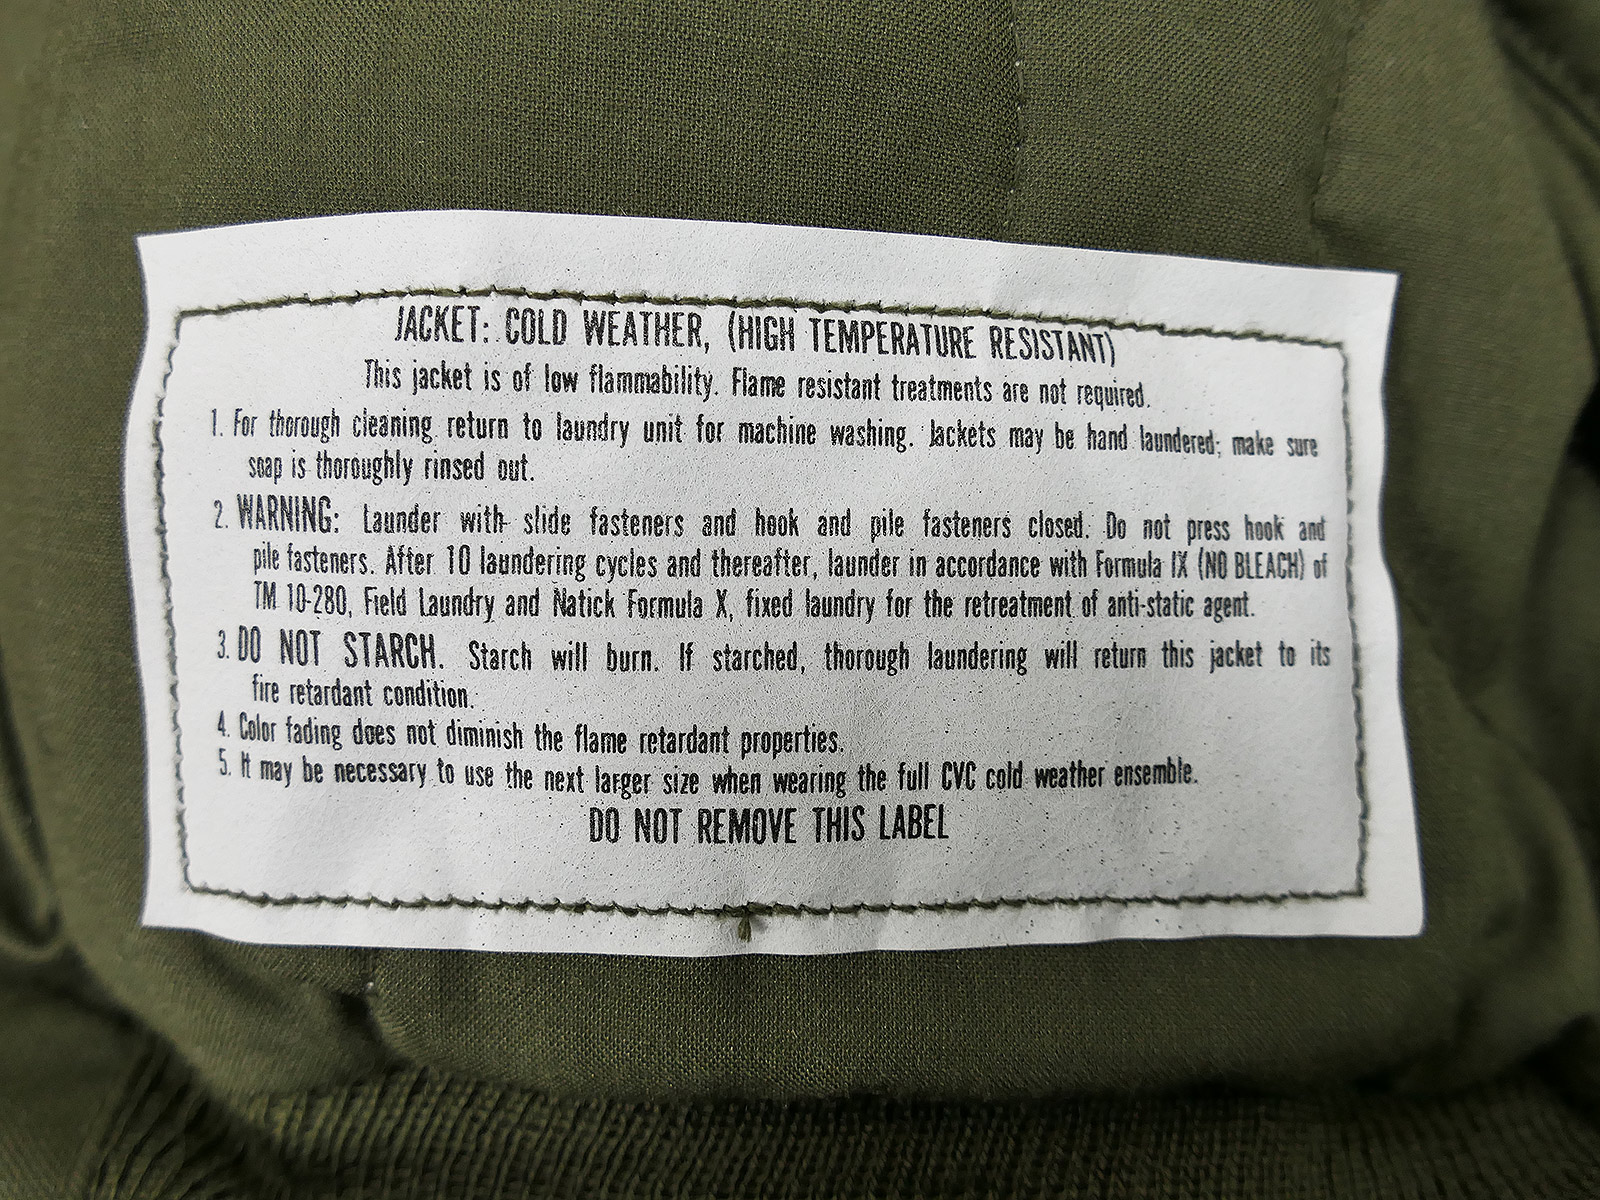 JACKET: COLD WEATHER, (HIGH TEMPERATURE RESISTANT)
This jacket is of low flammability. Flame resistant treatments are not required.
1. For thorough cleaning return to laundry unit for machine washing. Jackets may be hand laundered; make sure
soap is thoroughly rinsed out.
2. WARNING: Launder with slide fasteners and hook and pile fasteners closed. Do not press hook and
pile fasteners. After 10 laundering cycles and thereafter, launder in accordance with Formula IX (NO BLEACH) of
TM 10-280, Field Laundry and Natick Formula X, fixed laundry for the retreatment of anti-static agent.
3. DO NOT STARCH. Starch will burn. If starched, thorough laundering will return this jacket to its
fire retardant condition.
4. Color fading does not diminish the flame retardant properties.
5. It may be necessary to use the next larger size when wearing the full CVC cold weather ensemble.
DO NOT REMOVE THIS LABEL